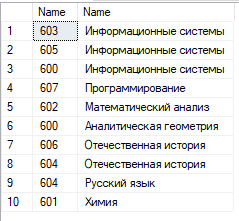 Name Name
1 603 Информационные системы
2 605 Информационные системы
3 600 Информационные системы
4 607 Программирование
5 602 Математический анализ
6 600 Аналитическая геометрия
7 606 Отечественная история
8 604 Отечественная история
9 604 Русский язык
10 601 Химия